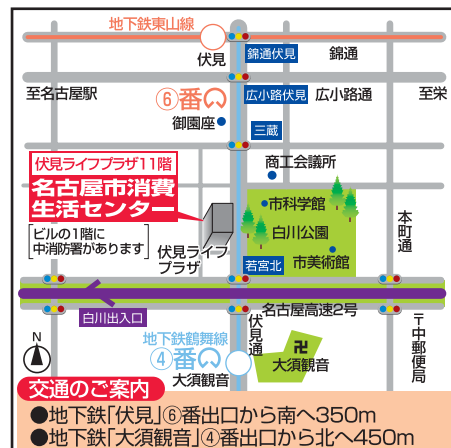 地下鉄東山線
伏見
錦通伏見
錦通
至名古屋駅
⑥番
広小路伏見
広小路通
至栄
御園座
三蔵
商工会議所
伏見ライフプラザ11階
名古屋市消費
生活センター
ビルの1階に
中消防署があります
伏見ライフ
プラザ
市科学館
白川公園
市美術館
本町通
若宮北
白川出入口
名古屋高速2号
N
地下鉄鶴舞線
④番
大須観音
伏見通
卍
大須観音
〒中郵便局
交通のご案内
●地下鉄「伏見」⑥番出口から南へ350m
●地下鉄「大須観音」④番出口から北へ450m